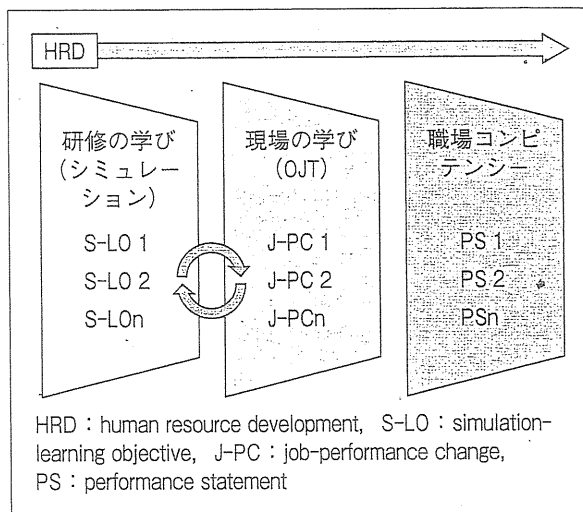 HRD
研修の学び
(シミュレー
ション)
S-LO 1
S-LO 2
S-LOn
現場の学び
(OJT)
J-PC 1
J-PC 2
J-PCn
職場コンピ
テンシー
PS 1
PS 2
PSn
HRD：human resource development, S-LO：simulation-
learning objective, J-PC：job-performance change,
PS：performance statement